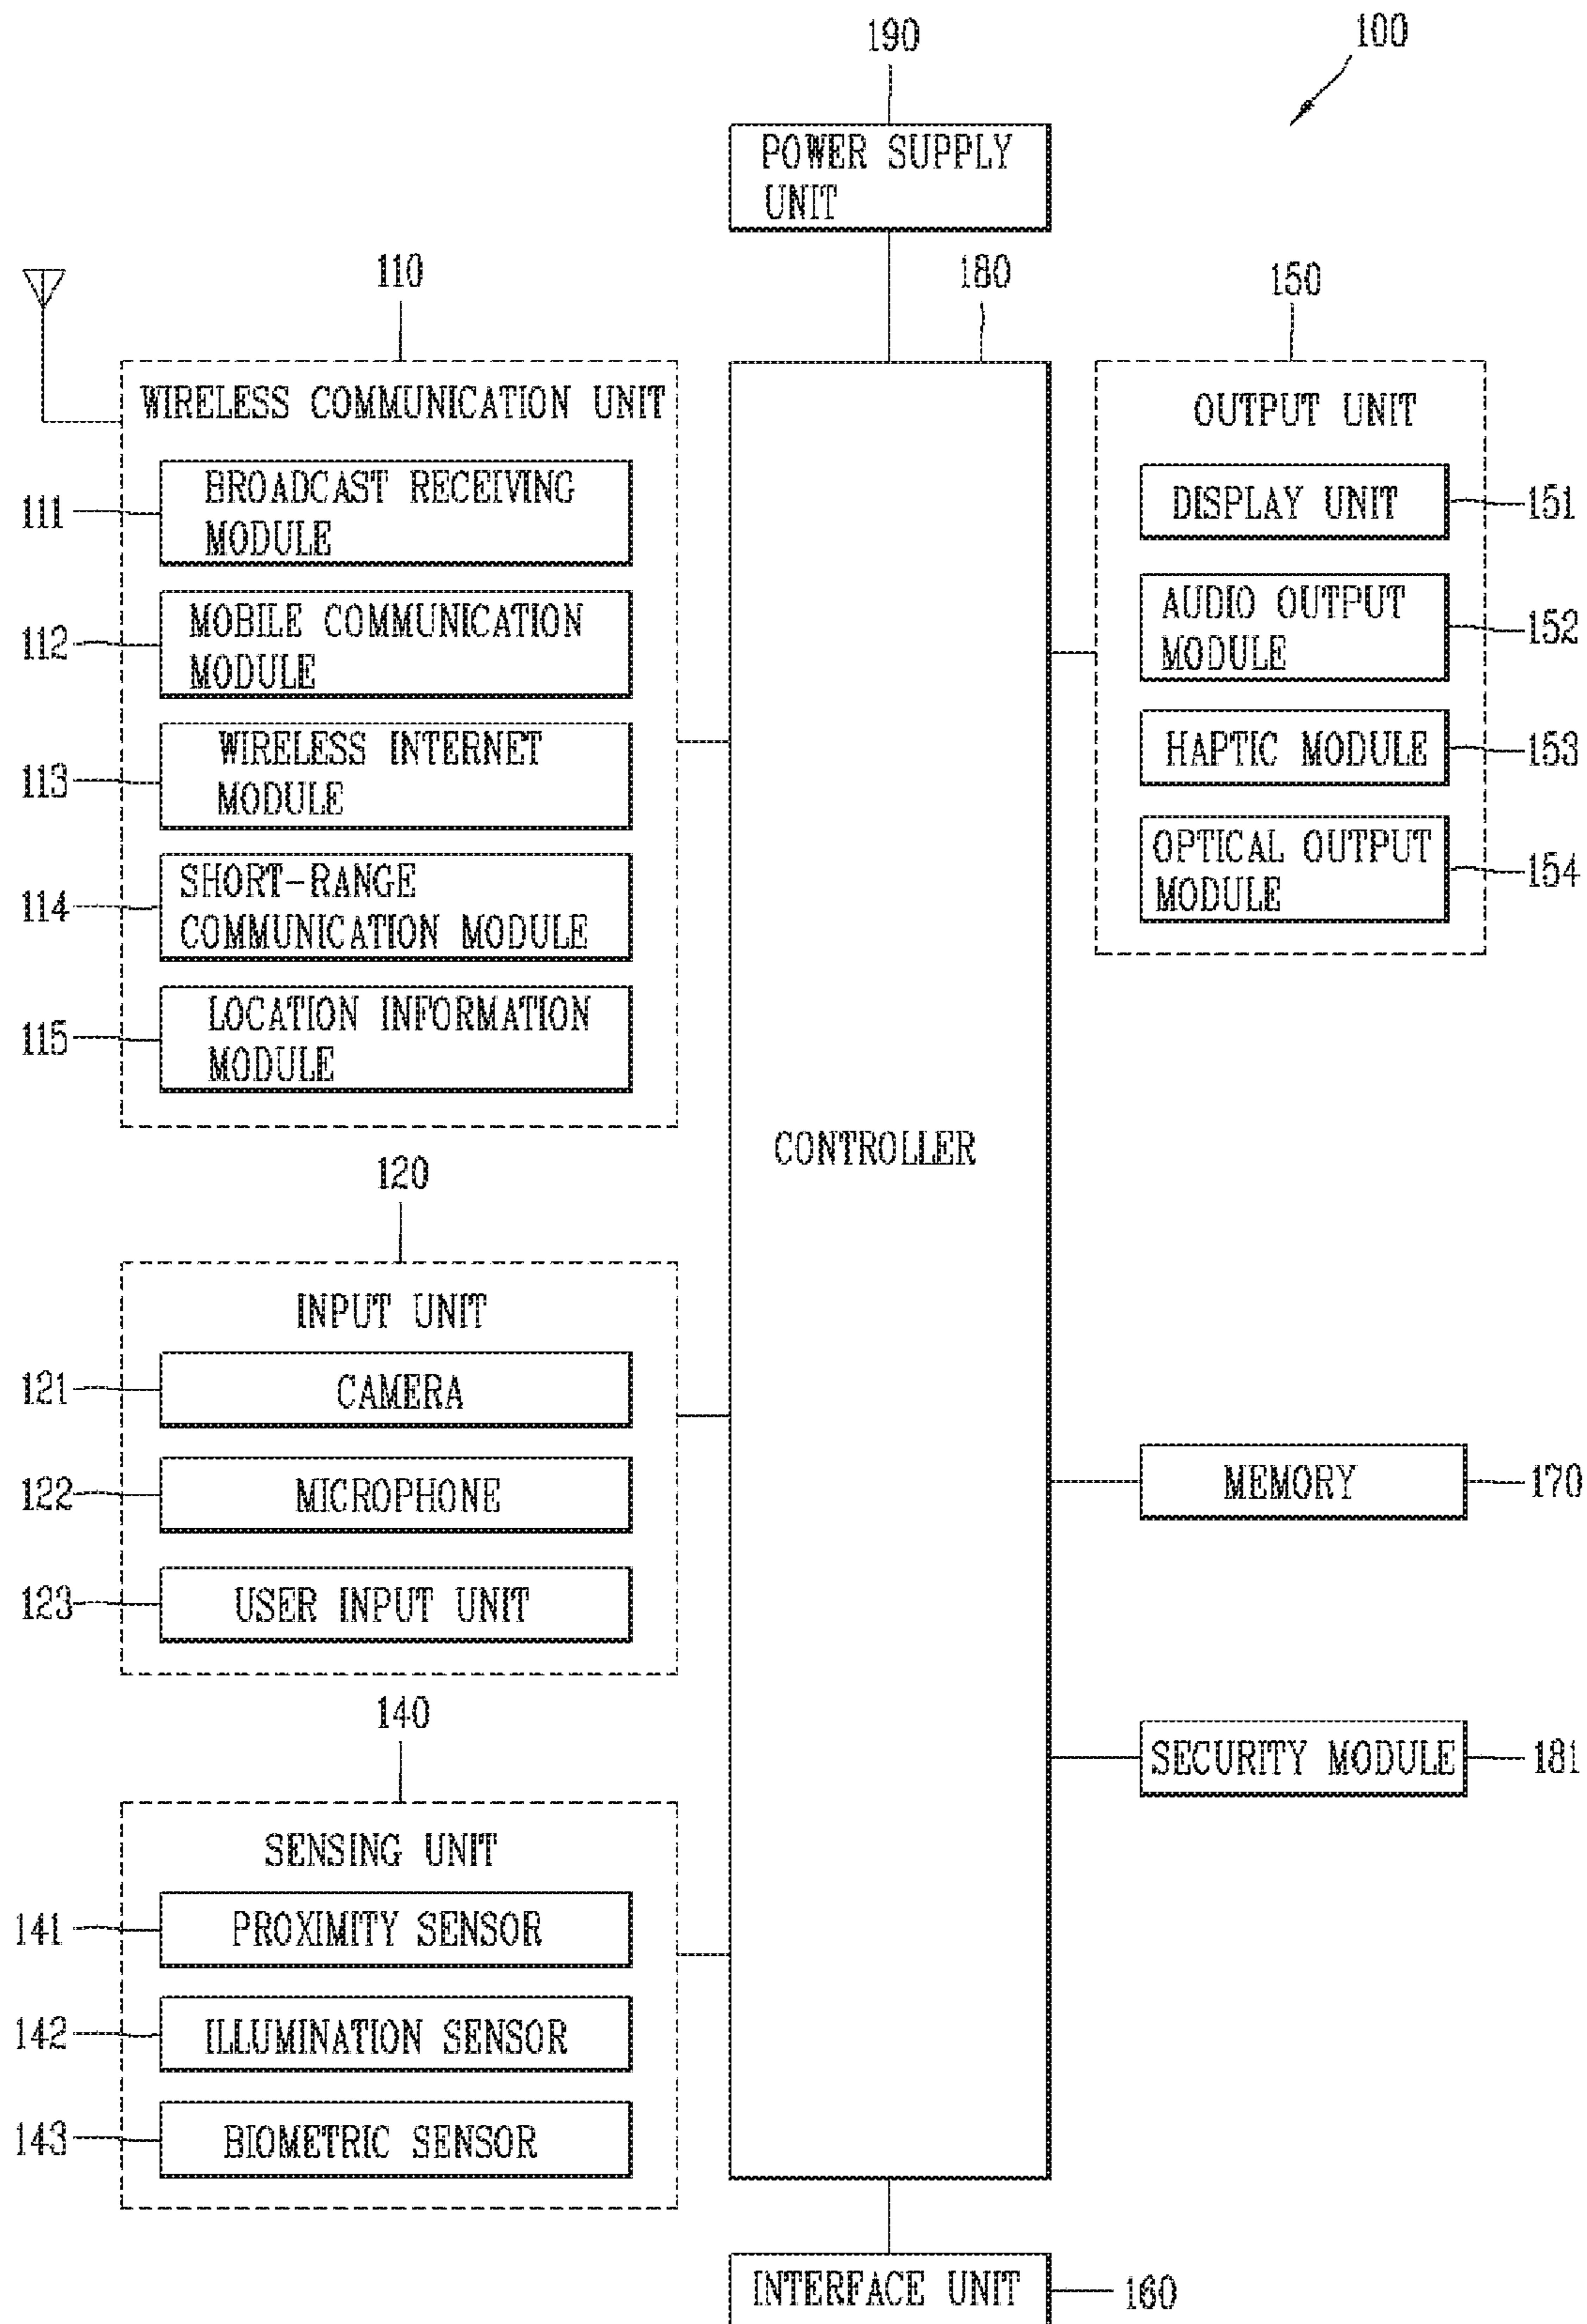 100
190
POWER SUPPLY
UNIT
110
180
150
WIRELESS COMMUNICATION UNIT
111
BROADCAST RECEIVING
MODULE
112
MOBILE COMMUNICATION
MODULE
113
WIRELESS INTERNET
MODULE
114
SHORT-RANGE
COMMUNICATION MODULE
115
LOCATION INFORMATION
MODULE
OUTPUT UNIT
DISPLAY UNIT
151
AUDIO OUTPUT
MODULE
152
HAPTIC MODULE
153
OPTICAL OUTPUT
MODULE
154
CONTROLLER
120
INPUT UNIT
121
CAMERA
122
MICROPHONE
123
USER INPUT UNIT
MEMORY
170
140
SENSING UNIT
141
PROXIMITY SENSOR
142
ILLUMINATION SENSOR
143
BIOMETRIC SENSOR
SECURITY MODULE
181
INTERFACE UNIT
160